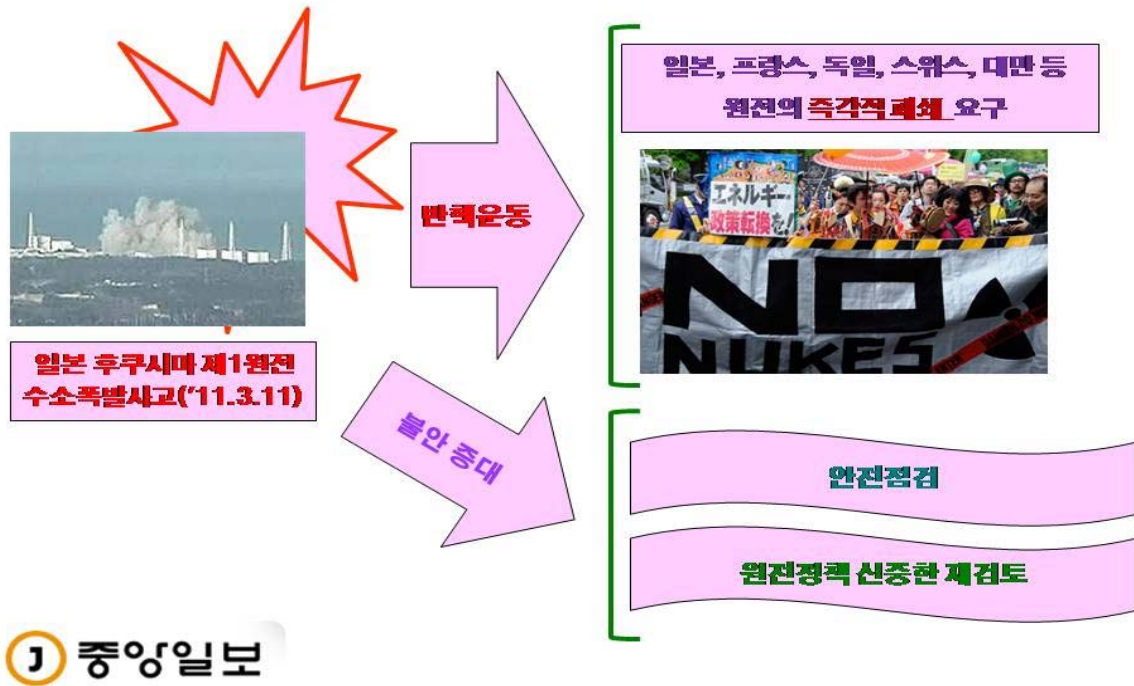 일본 후쿠시마 제1원전
수소폭발사고('11.3.11)
반핵운동
불안 증대
일본, 프랑스, 독일, 스위스, 대만 등
원전의 즉각적 폐쇄 요구
エネルギー
政策転換を!
NO
NUKES
안전점검
원전정책 신중한 재검토
J 중앙일보